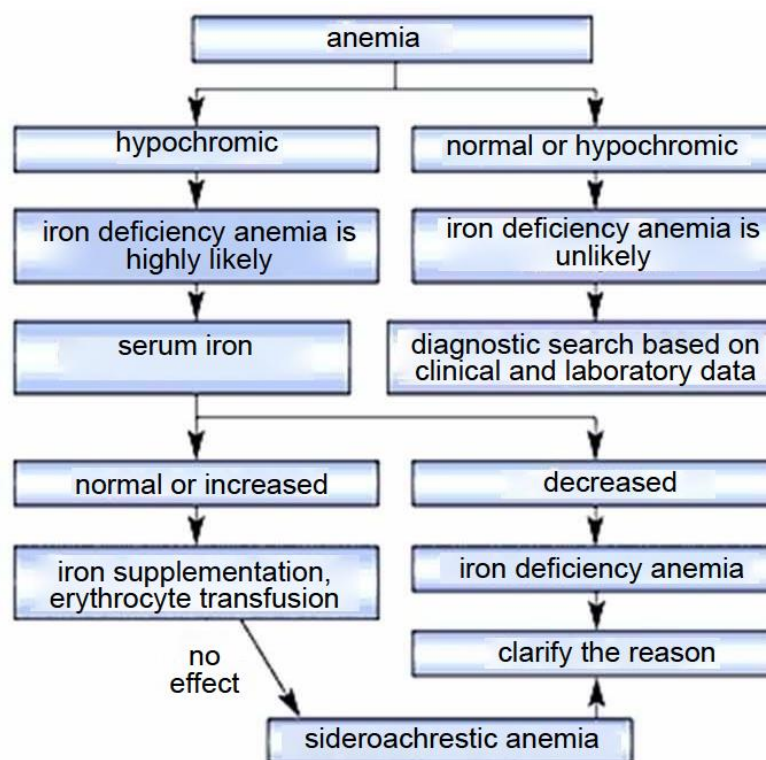 anemia
hypochromic
normal or hypochromic
iron deficiency anemia is
highly likely
iron deficiency anemia is
unlikely
serum iron
diagnostic search based on
clinical and laboratory data
normal or increased
decreased
iron supplementation,
erythrocyte transfusion
iron deficiency anemia
no
effect
clarify the reason
sideroachrestic anemia